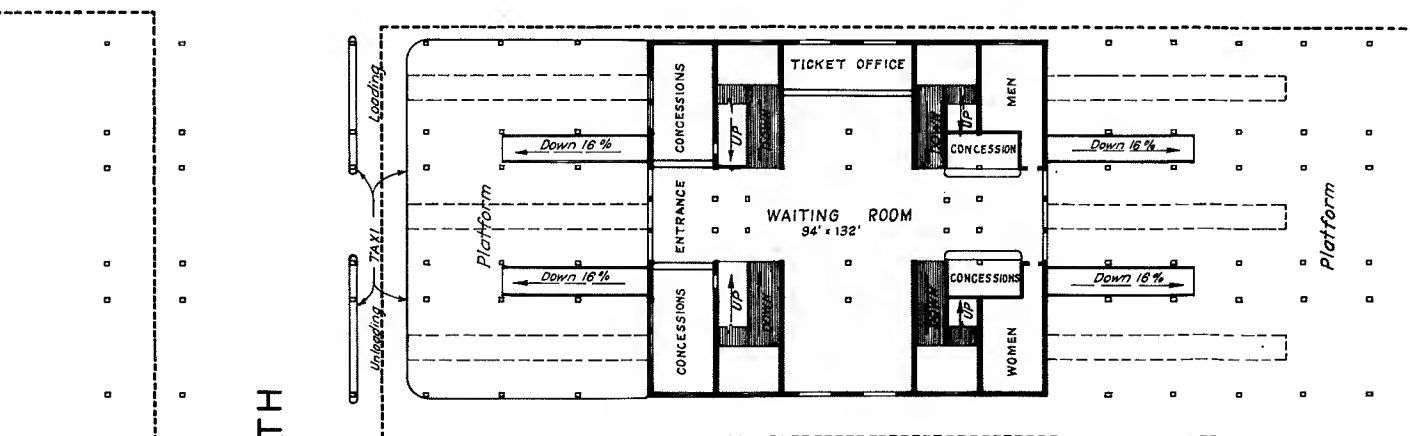 TICKET OFFICE
Loading
CONCESSIONS
MEN
UP
DOWN
DOWN
UP
Down 16%
CONCESSION
Down 16%
Platform
TAXI
ENTRANCE
WAITING ROOM
94' x 132'
Platform
Down 16%
UP
DOWN
CONCESSIONS
Down 16%
DOWN
UP
Unloading
CONCESSIONS
WOMEN
TH